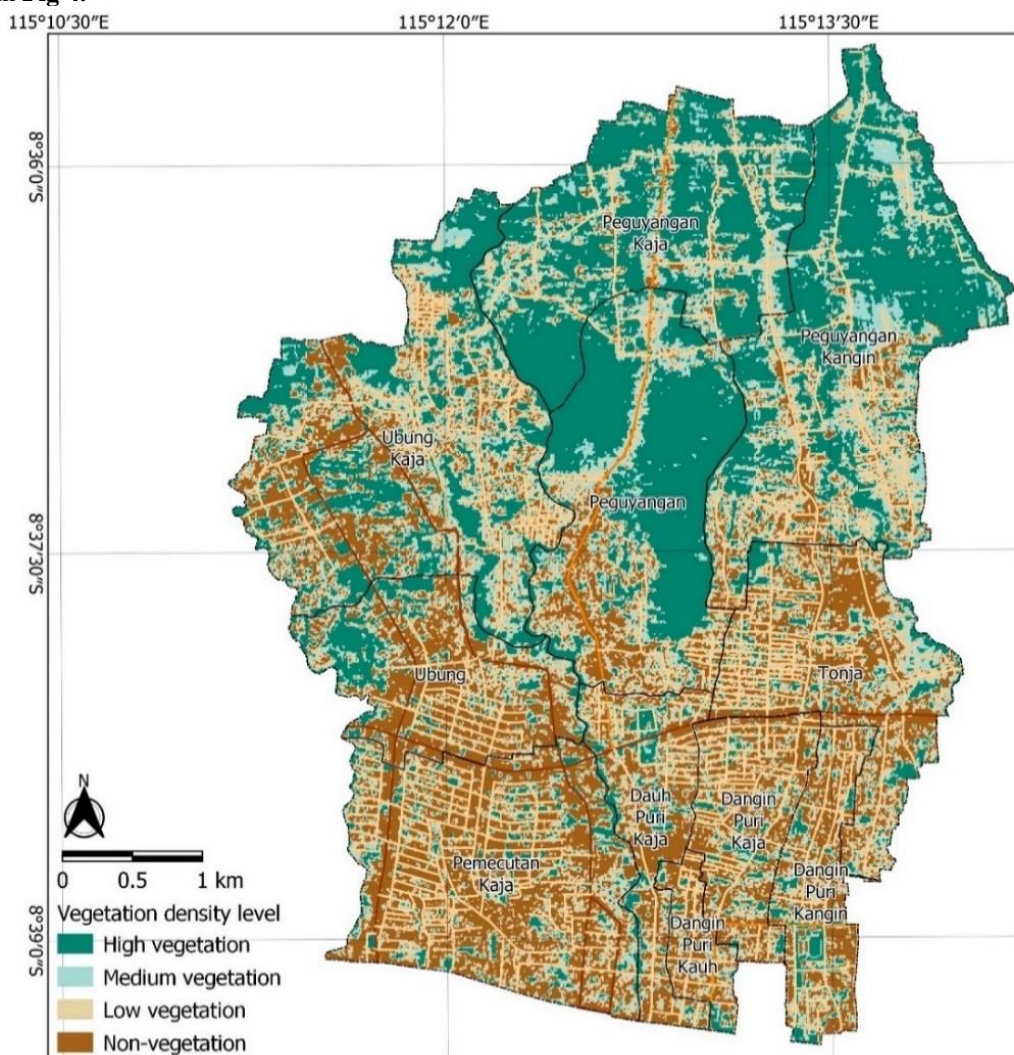 115°10'30"E
115°12'0"E
115°13'30"E
8°36'0"S
Peguyangan
Kaja
Peguyangan
Kangin
Ubung
Kaja
Peguyangan
8°37'30"S
Ubung
Tonja
Dauh
Puri
Kaja
Dangin
Puri
Kaja
Pemecutan
Kaja
Dangin
Puri
Kangin
Dangin
Puri
Kauh
8°39'0"S
N
0 0.5 1 km
Vegetation density level
High vegetation
Medium vegetation
Low vegetation
Non-vegetation